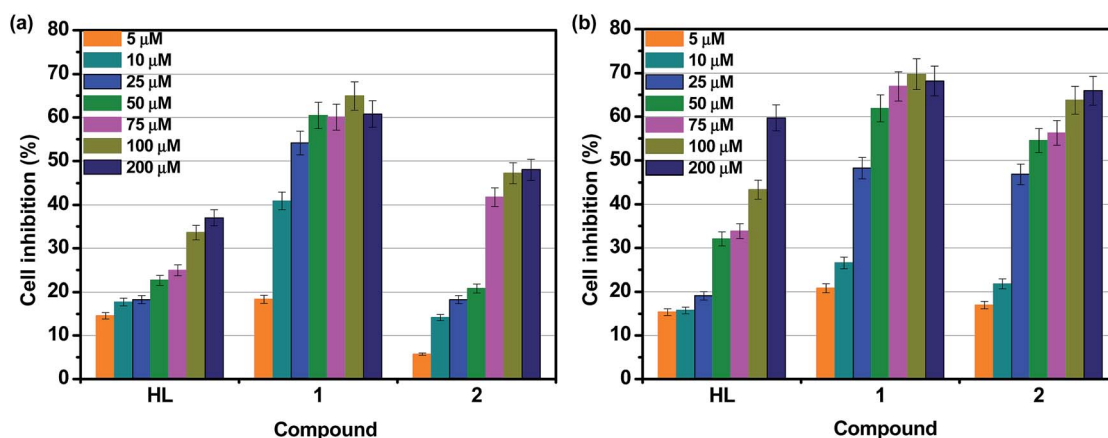 (a)
80
70
60
50
40
30
20
10
0
Cell inhibition (%)
5 μM
10 μM
25 μM
50 μM
75 μM
100 μM
200 μM
HL
1
2
Compound
(b)
80
70
60
50
40
30
20
10
0
Cell inhibition (%)
5 μM
10 μM
25 μM
50 μM
75 μM
100 μM
200 μM
HL
1
2
Compound